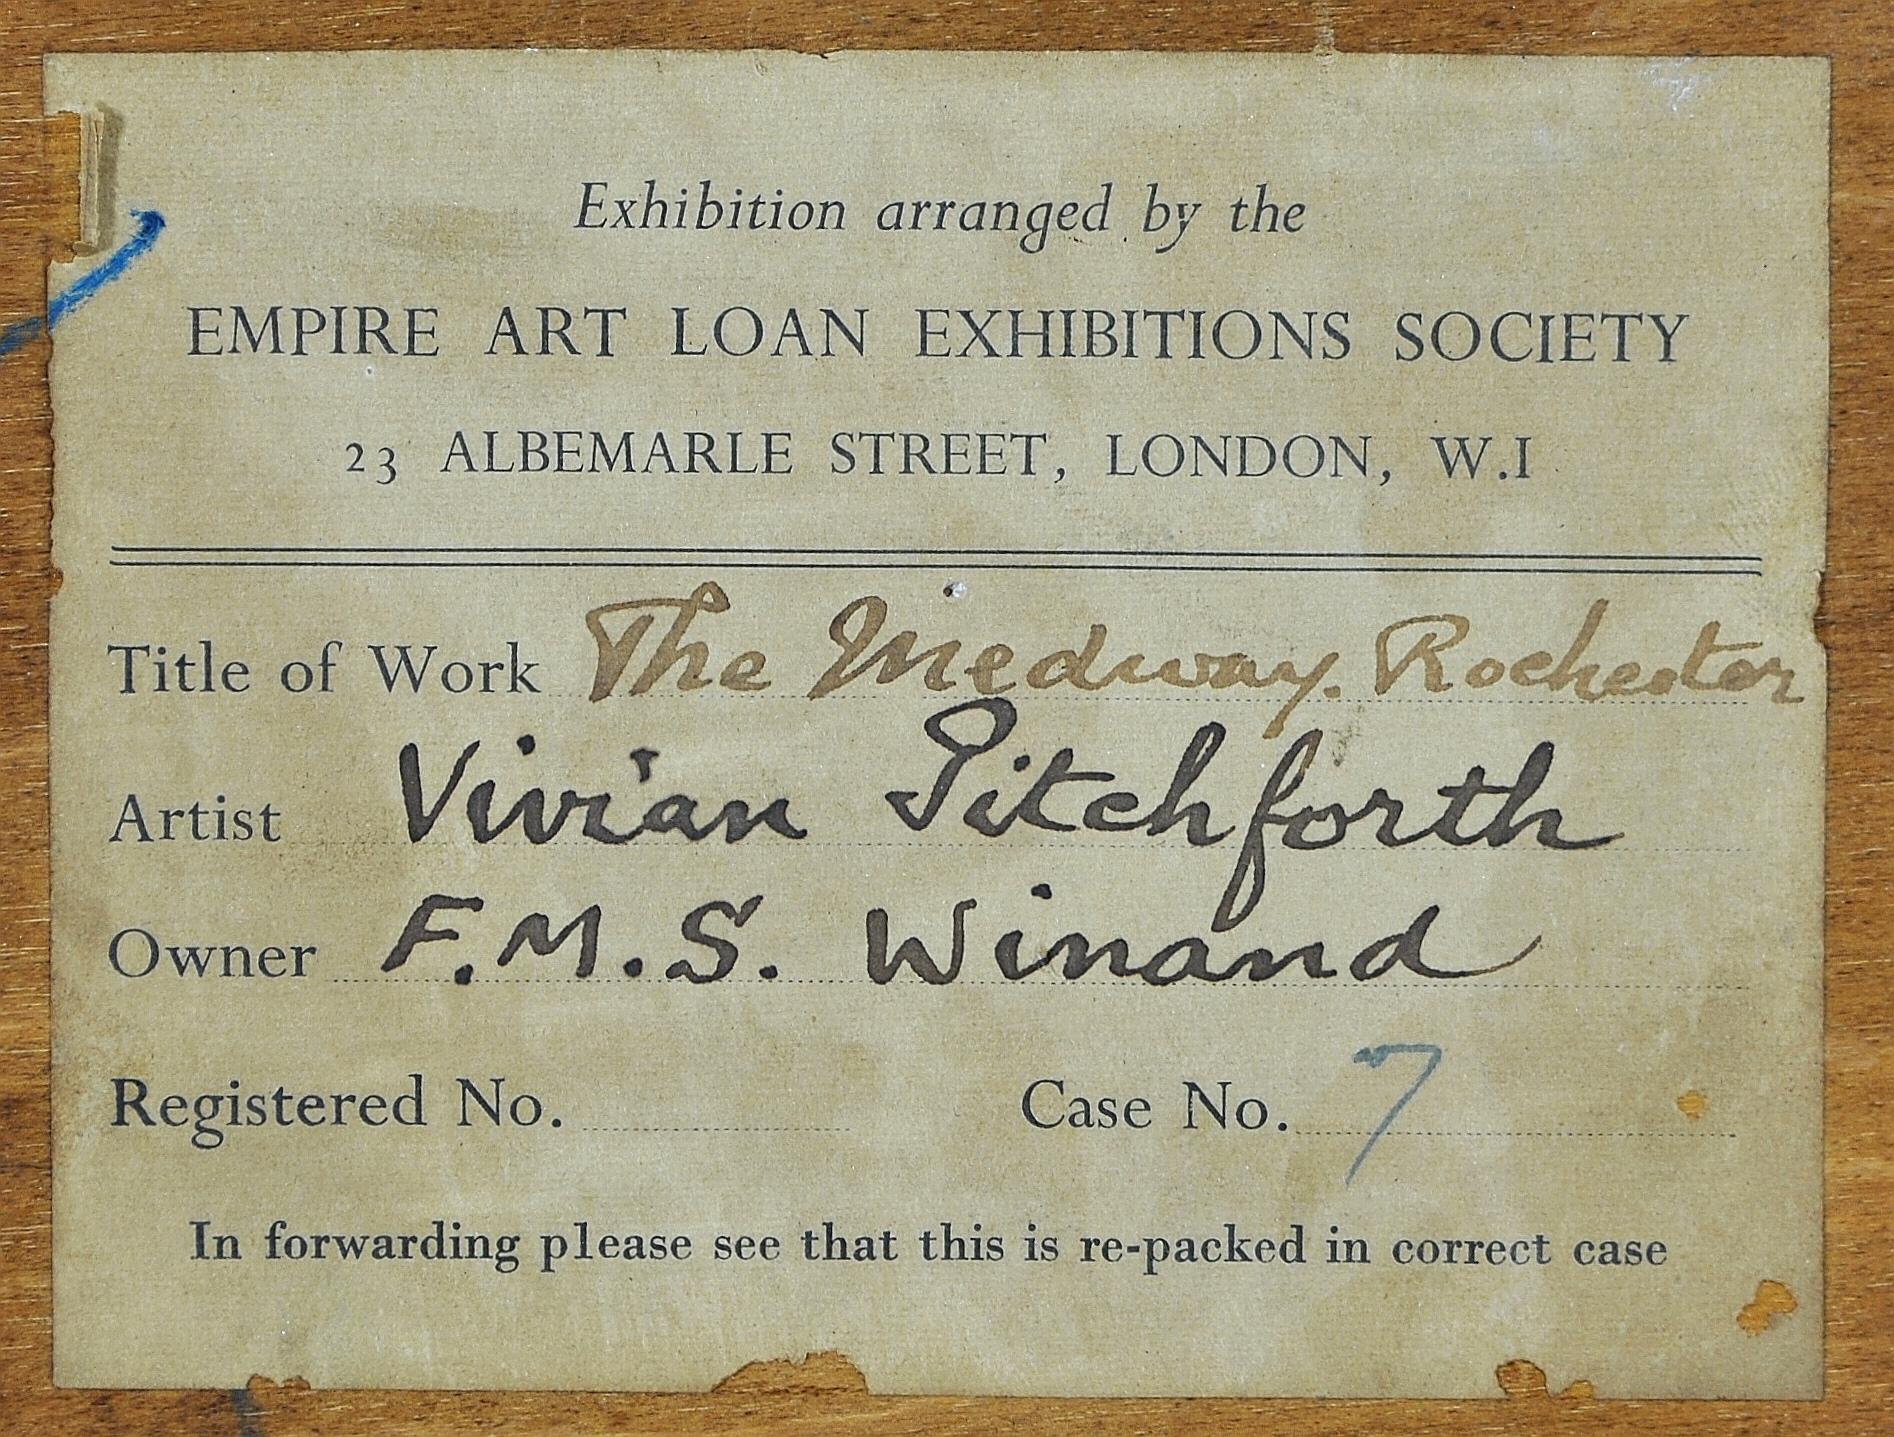 Exhibition arranged by the
EMPIRE ART LOAN EXHIBITIONS SOCIETY
23 ALBEMARLE STREET, LONDON, W.I
Title of Work The Medway. Rochester
Artist Vivian Pitchforth
Owner F.M.S. Winand
Registered No. Case No. 7
In forwarding please see that this is re-packed in correct case